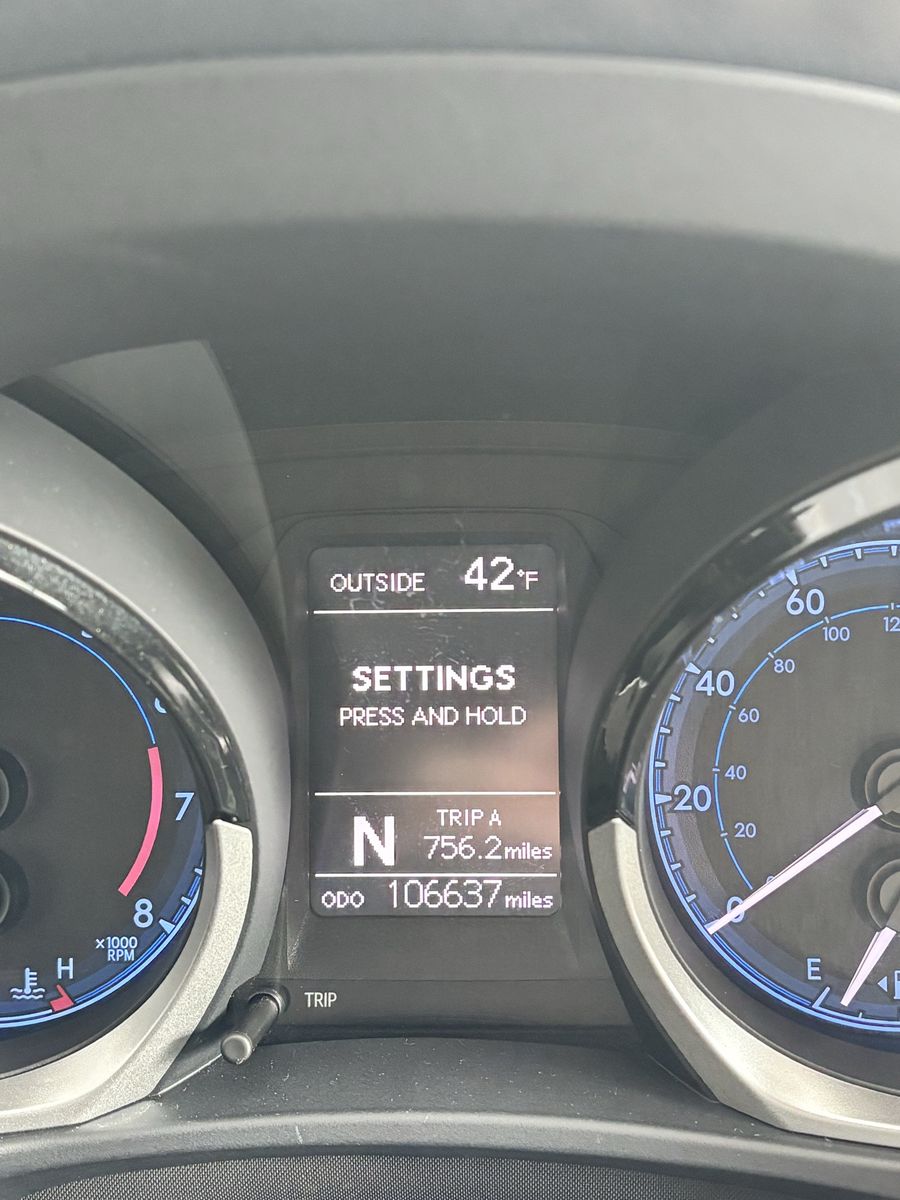 OUTSIDE 42°F
SETTINGS
PRESS AND HOLD
N
TRIP A
756.2 miles
ODO 106637 miles
TRIP
7
8
x1000
RPM
H
60
40
20
0
100
80
60
40
20
E